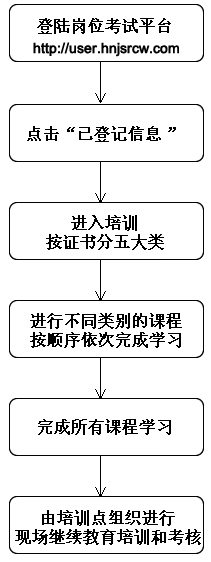 登陆岗位考试平台
http://user.hnjsrcw.com
点击“已登记信息 ”
进入培训
按证书分五大类
进行不同类别的课程
按顺序依次完成学习
完成所有课程学习
由培训点组织进行
现场继续教育培训和考核